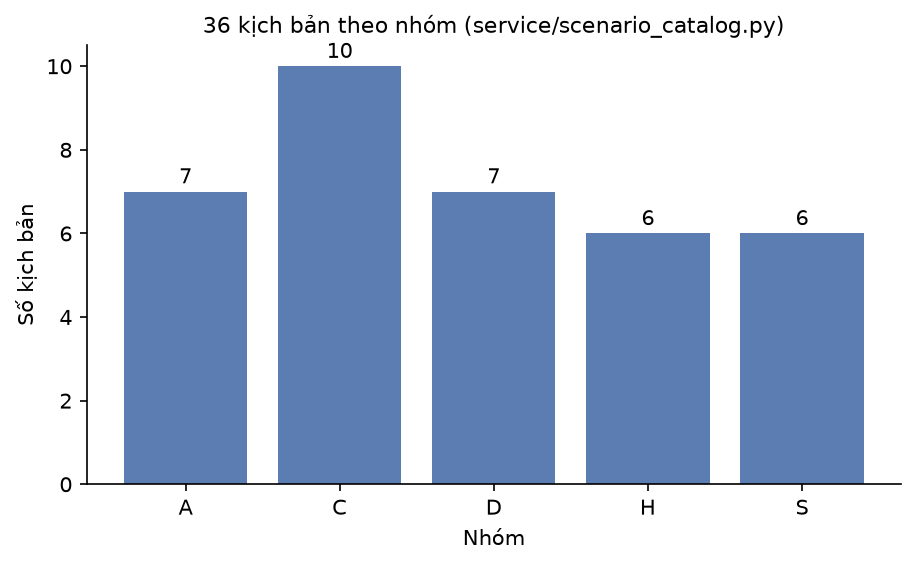 36 kịch bản theo nhóm (service/scenario_catalog.py)
Số kịch bản
10
8
6
4
2
0
7
10
7
6
6
A
C
D
H
S
Nhóm